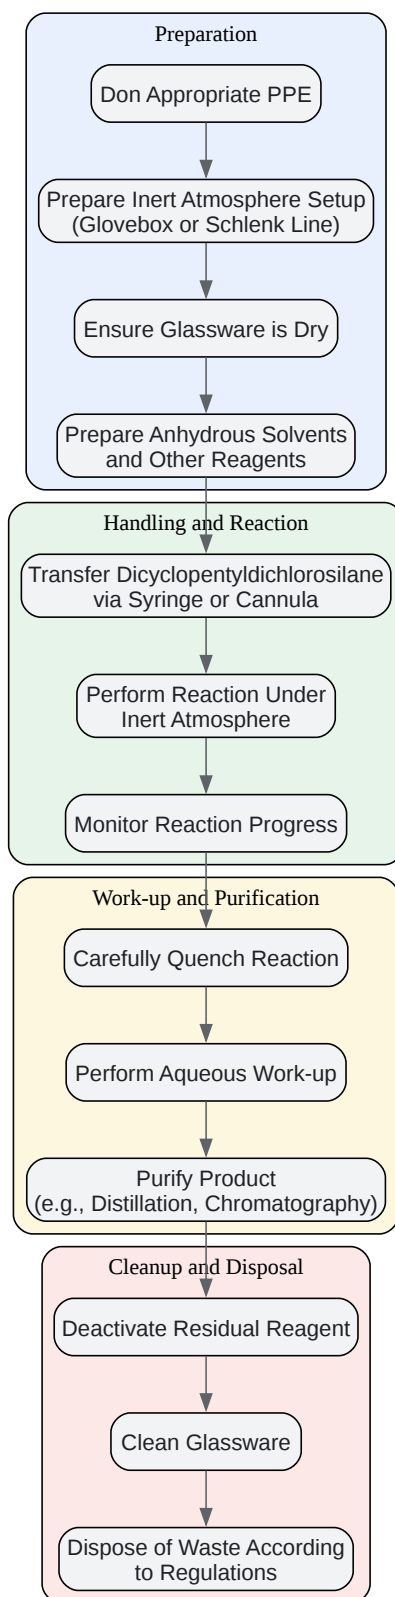 Preparation
Don Appropriate PPE
Prepare Inert Atmosphere Setup
(Glovebox or Schlenk Line)
Ensure Glassware is Dry
Prepare Anhydrous Solvents
and Other Reagents
Handling and Reaction
Transfer Dicyclopentyldichlorosilane
via Syringe or Cannula
Perform Reaction Under
Inert Atmosphere
Monitor Reaction Progress
Work-up and Purification
Carefully Quench Reaction
Perform Aqueous Work-up
Purify Product
(e.g., Distillation, Chromatography)
Cleanup and Disposal
Deactivate Residual Reagent
Clean Glassware
Dispose of Waste According
to Regulations